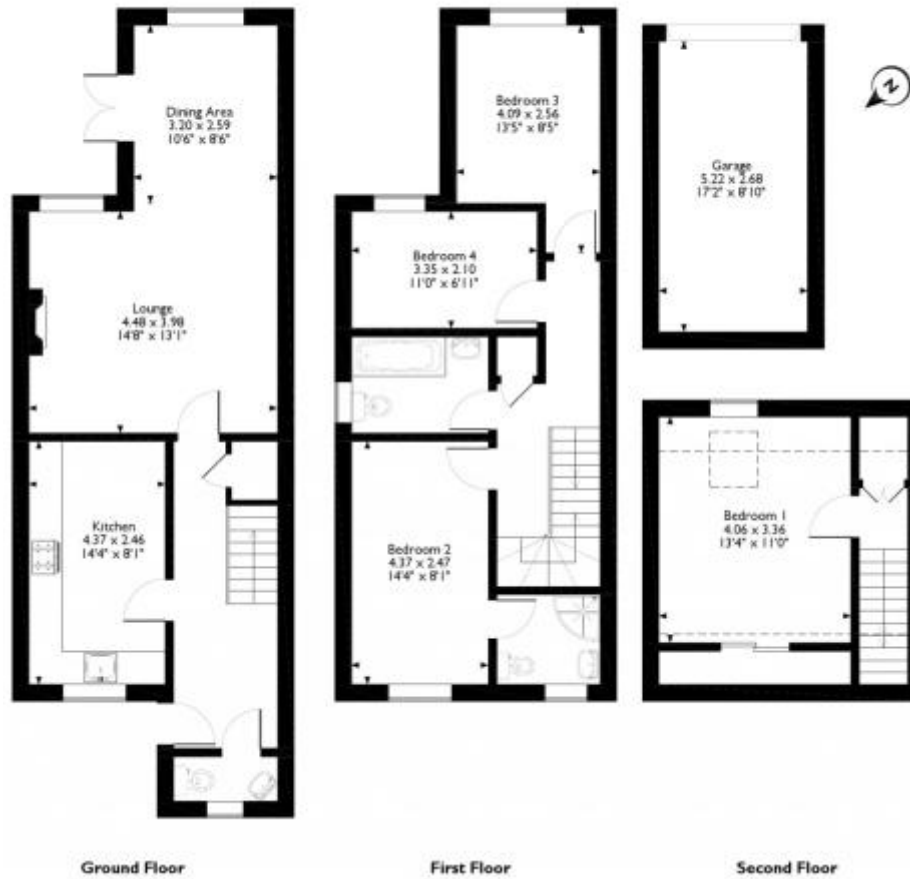 Dining Area
3.20 x 2.59
10'6" x 8'6"
Lounge
4.48 x 3.98
14'8" x 13'1"
Kitchen
4.37 x 2.46
14'4" x 8'1"
Ground Floor
Bedroom 3
4.09 x 2.56
13'5" x 8'5"
Bedroom 4
3.35 x 2.10
11'0" x 6'11"
Bedroom 2
4.37 x 2.47
14'4" x 8'1"
First Floor
N
Garage
5.22 x 2.68
17'2" x 8'10"
Bedroom 1
4.06 x 3.36
13'4" x 11'0"
Second Floor